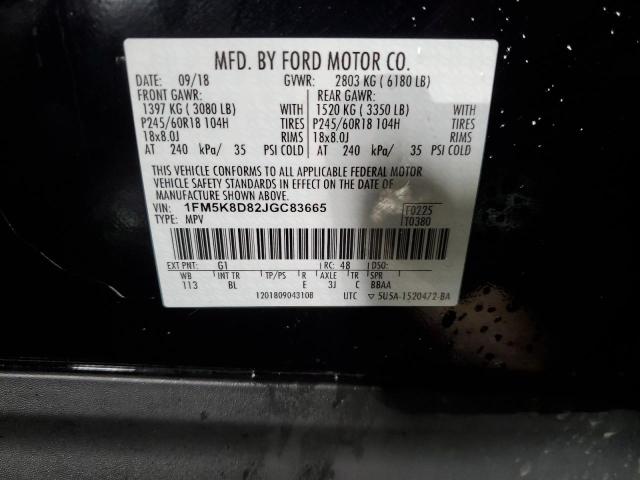 MFD. BY FORD MOTOR CO.
DATE: 09/18 GVWR: 2803 KG ( 6180 LB)
FRONT GAWR: REAR GAWR:
1397 KG ( 3080 LB) WITH 1520 KG ( 3350 LB) WITH
P245/60R18 104H TIRES P245/60R18 104H TIRES
18x8.0J RIMS 18x8.0J RIMS
AT 240 kPa/ 35 PSI COLD AT 240 kPa/ 35 PSI COLD
THIS VEHICLE CONFORMS TO ALL APPLICABLE FEDERAL MOTOR
VEHICLE SAFETY AND BUMPER STANDARDS IN EFFECT ON THE DATE OF
MANUFACTURE SHOWN ABOVE.
VIN: 1FM5K8D82JGC83665 F0225
TYPE: MPV T0380
EXT PNT: G1 RC: 48 DSO:
WB INT TR TP/PS R AXLE TR SPR
113 BL E 3J C BBAA
1201809043108 UTC ▽ 5U5A-1520472-BA